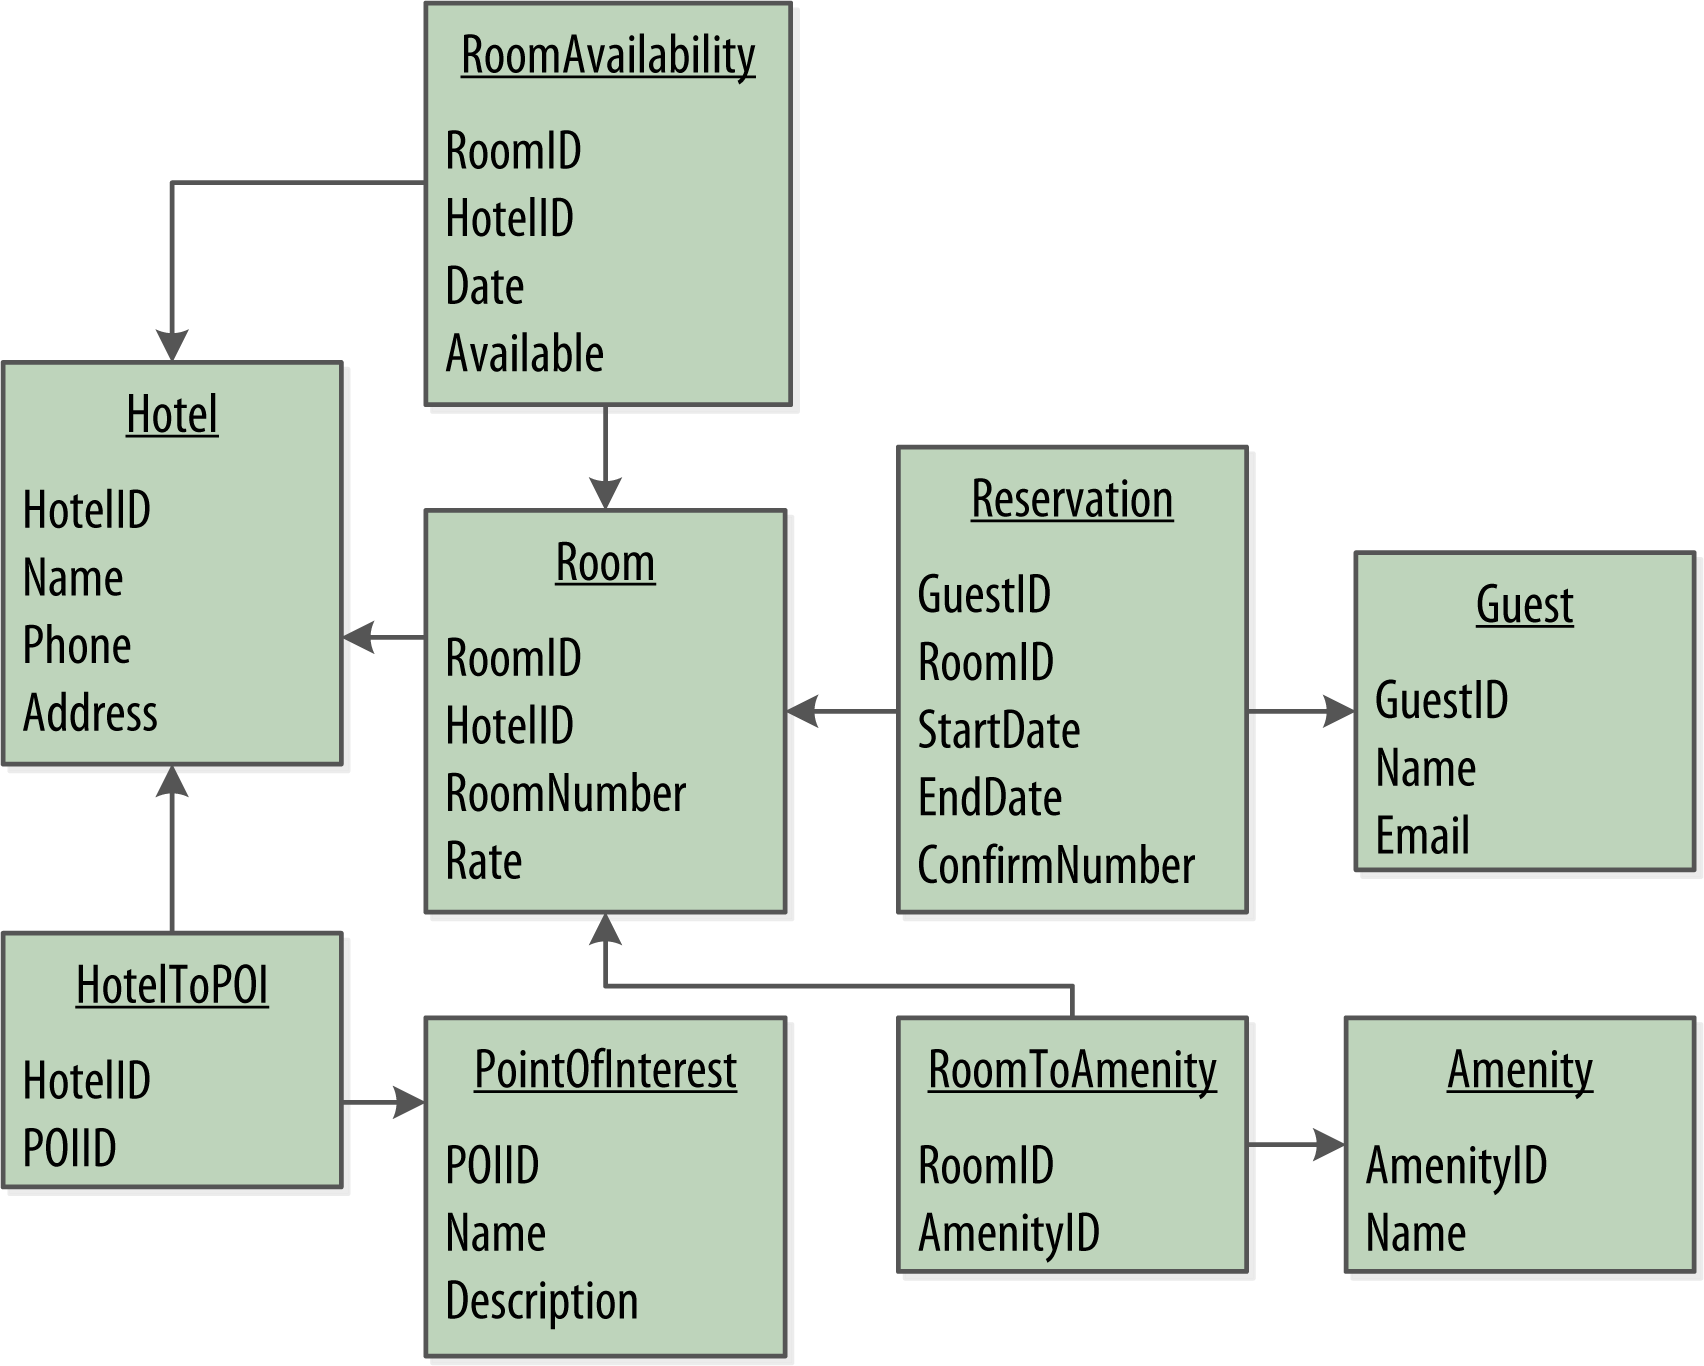 RoomAvailability
RoomID
HotelID
Date
Available
Hotel
HotelID
Name
Phone
Address
Room
RoomID
HotelID
RoomNumber
Rate
Reservation
GuestID
RoomID
StartDate
EndDate
ConfirmNumber
Guest
GuestID
Name
Email
HotelToPOI
HotelID
POIID
PointOfInterest
POIID
Name
Description
RoomToAmenity
RoomID
AmenityID
Amenity
AmenityID
Name